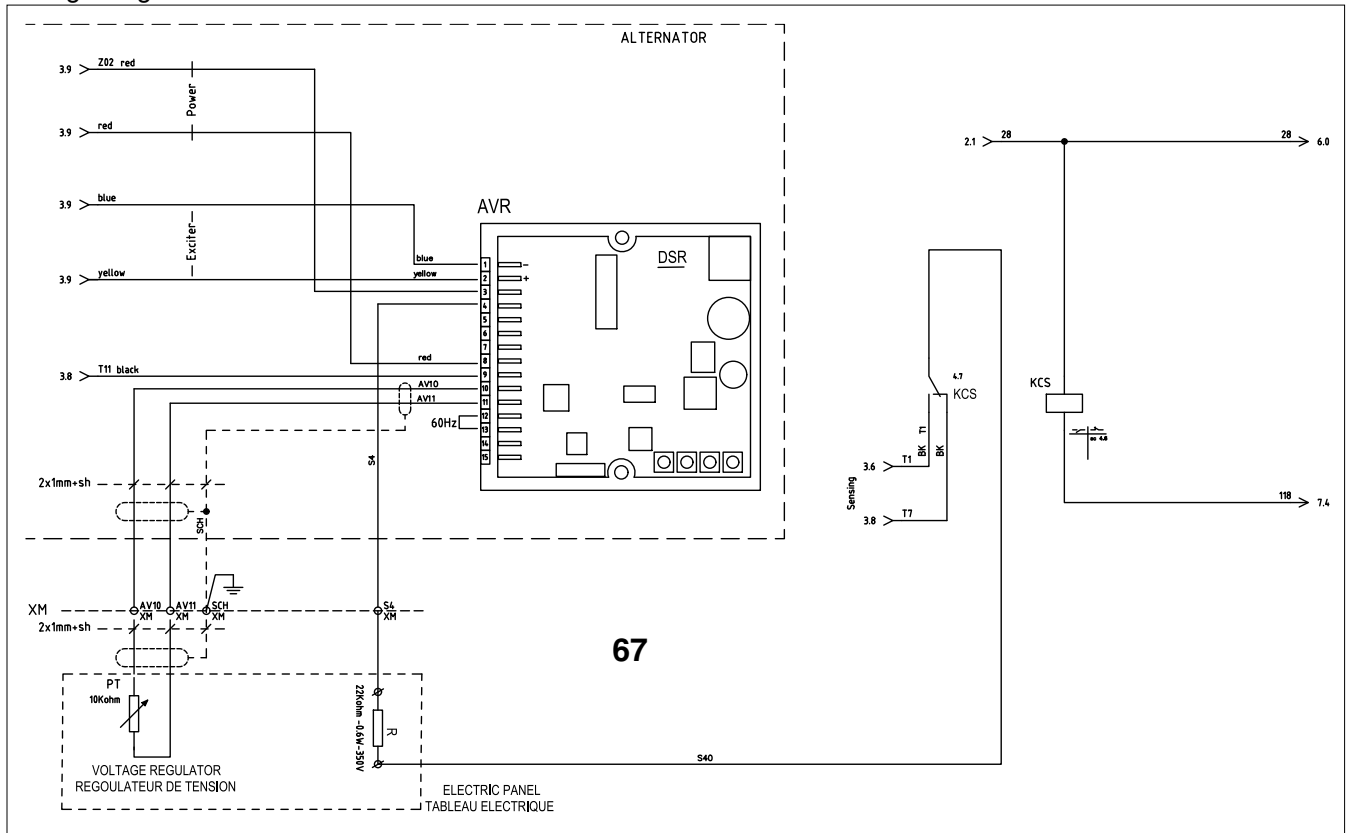 ALTERNATOR
3.9 Z02 red
Power
3.9 red
3.9 blue
Exciter
3.9 yellow
AVR
DSR
blue 1 -
yellow 2 +
3
4
5
6
7
red 8
3.8 T11 black 9
AV10 10
AV11 11
60Hz 12
13
14
15
S4
2x1mm+sh
SCH
XM AV10 AV11 SCH S4
XM XM XM XM
2x1mm+sh
PT
10Kohm
22Kohm -0.6W-350V
R
VOLTAGE REGULATOR
REGOULATEUR DE TENSION
ELECTRIC PANEL
TABLEAU ELECTRIQUE
67
S40
2.1 28 28 6.0
4.7
KCS
KCS
T1
BK BK
3.6 T1
Sensing
3.8 T7
4.6
118 7.4